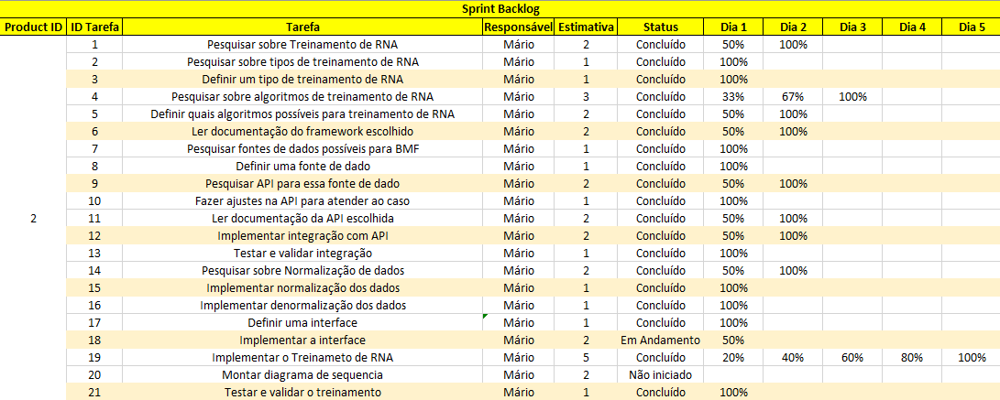 Sprint Backlog
Product ID ID Tarefa Tarefa Responsável Estimativa Status Dia 1 Dia 2 Dia 3 Dia 4 Dia 5
1 Pesquisar sobre Treinamento de RNA Mário 2 Concluído 50% 100%
2 Pesquisar sobre tipos de treinamento de RNA Mário 1 Concluído 100%
3 Definir um tipo de treinamento de RNA Mário 1 Concluído 100%
4 Pesquisar sobre algoritmos de treinamento de RNA Mário 3 Concluído 33% 67% 100%
5 Definir quais algoritmos possíveis para treinamento de RNA Mário 2 Concluído 50% 100%
6 Ler documentação do framework escolhido Mário 2 Concluído 50% 100%
7 Pesquisar fontes de dados possíveis para BMF Mário 1 Concluído 100%
8 Definir uma fonte de dado Mário 1 Concluído 100%
9 Pesquisar API para essa fonte de dado Mário 2 Concluído 50% 100%
10 Fazer ajustes na API para atender ao caso Mário 1 Concluído 100%
2 11 Ler documentação da API escolhida Mário 2 Concluído 50% 100%
12 Implementar integração com API Mário 2 Concluído 50% 100%
13 Testar e validar integração Mário 1 Concluído 100%
14 Pesquisar sobre Normalização de dados Mário 2 Concluído 50% 100%
15 Implementar normalização dos dados Mário 1 Concluído 100%
16 Implementar denormalização dos dados Mário 1 Concluído 100%
17 Definir uma interface Mário 1 Concluído 100%
18 Implementar a interface Mário 2 Em Andamento 50%
19 Implementar o Treinameto de RNA Mário 5 Concluído 20% 40% 60% 80% 100%
20 Montar diagrama de sequencia Mário 2 Não iniciado
21 Testar e validar o treinamento Mário 1 Concluído 100%